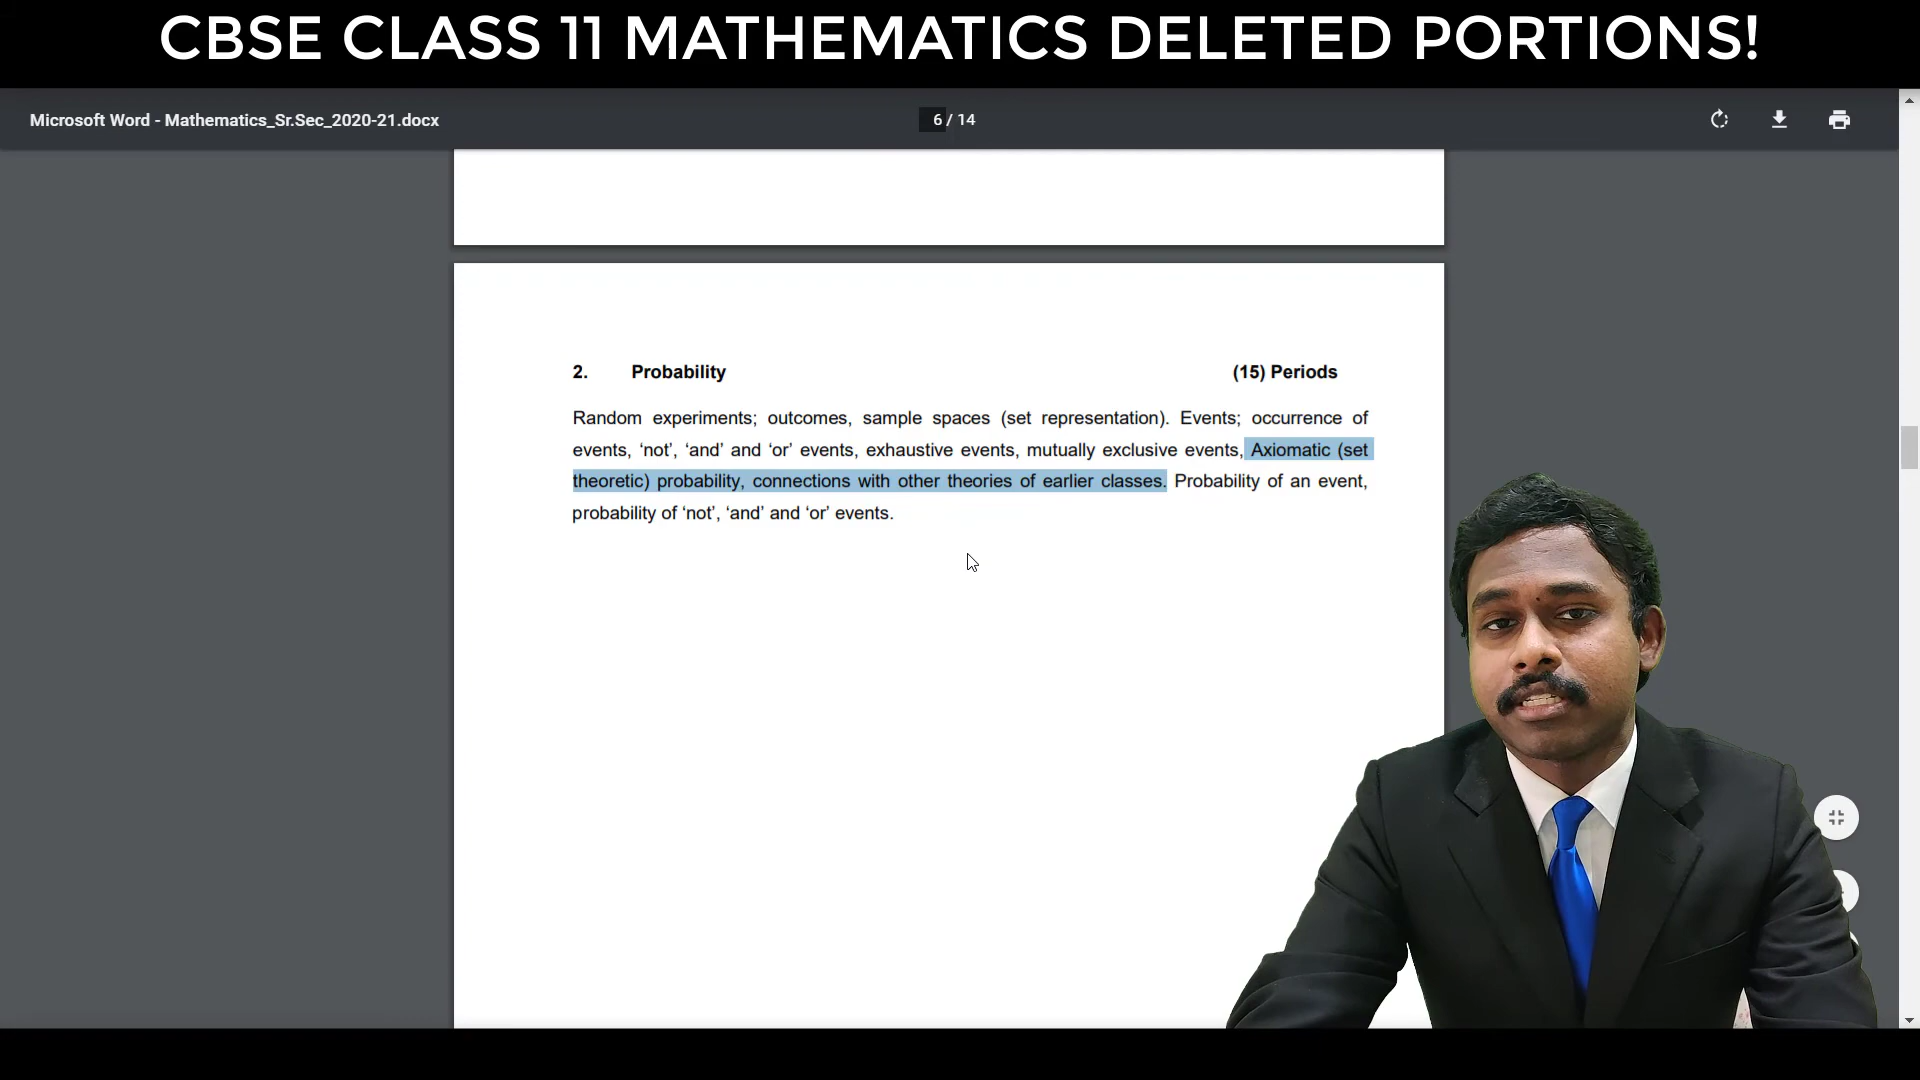 CBSE CLASS 11 MATHEMATICS DELETED PORTIONS!
Microsoft Word - Mathematics_Sr.Sec_2020-21.docx
6 / 14
2. Probability (15) Periods
Random experiments; outcomes, sample spaces (set representation). Events; occurrence of
events, ‘not’, ‘and’ and ‘or’ events, exhaustive events, mutually exclusive events, Axiomatic (set
theoretic) probability, connections with other theories of earlier classes. Probability of an event,
probability of ‘not’, ‘and’ and ‘or’ events.